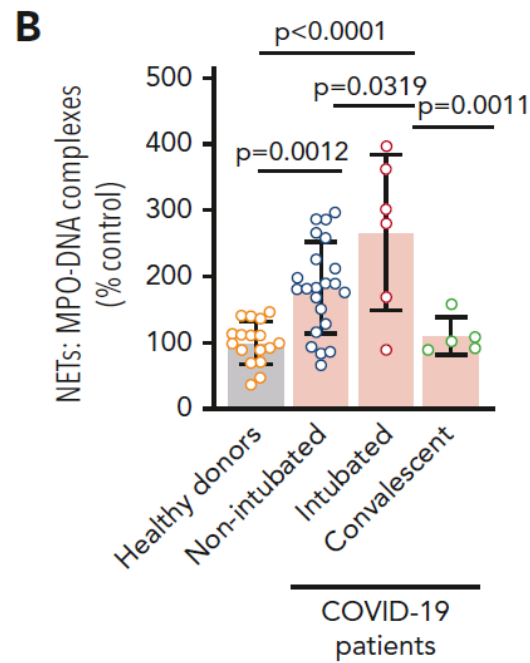 B
p<0.0001
p=0.0319
p=0.0011
p=0.0012
NETs: MPO-DNA complexes
(% control)
500
400
300
200
100
0
Healthy donors
Non-intubated
Intubated
Convalescent
COVID-19
patients